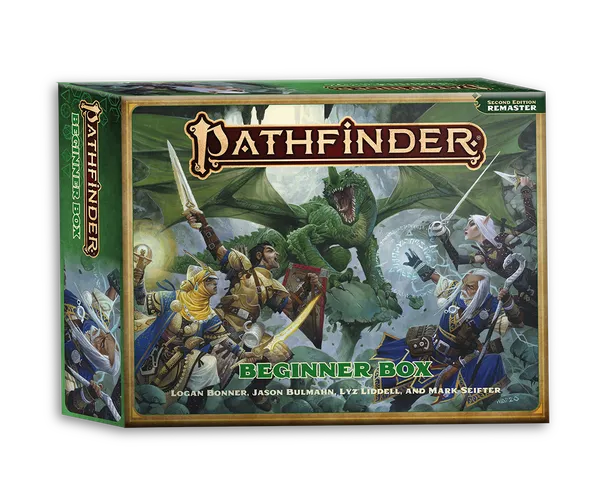 PATHFINDER
BEGINNER BOX
SECOND EDITION
REMASTER
PATHFINDER®
BEGINNER BOX
LOGAN BONNER, JASON BULMAHN, LYZ LIDDELL, AND MARK SEIFTER